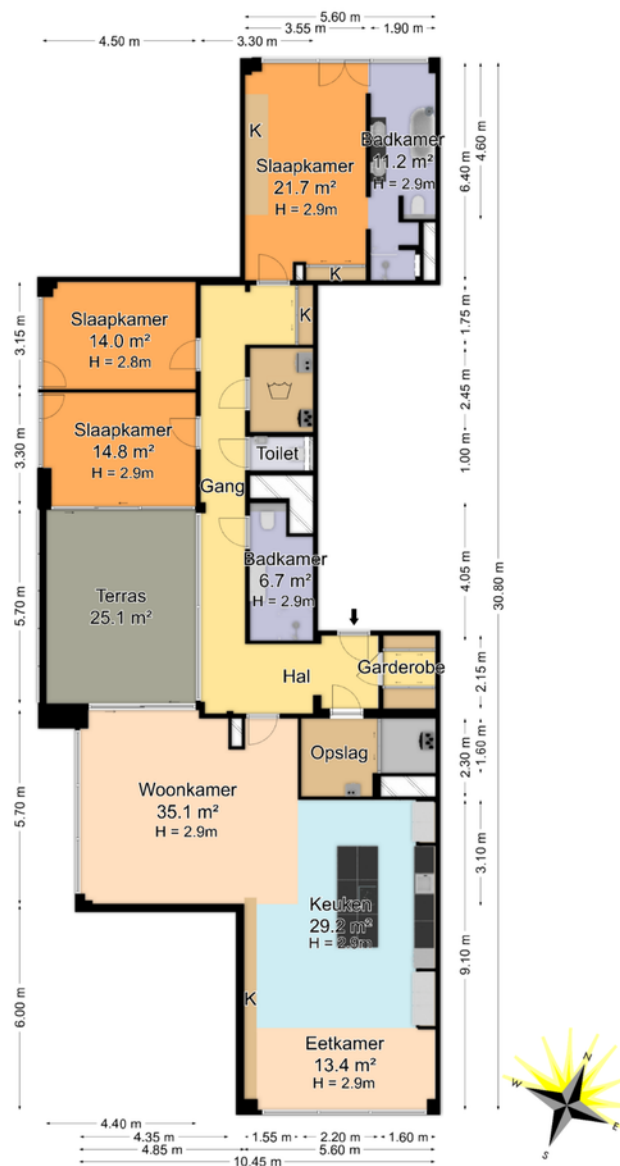 5.60 m
3.55 m
1.90 m
4.50 m
3.30 m
K
Slaapkamer
21.7 m²
H = 2.9m
Badkamer
11.2 m²
H = 2.9m
K
4.60 m
6.40 m
K
Slaapkamer
14.0 m²
H = 2.8m
3.15 m
1.75 m
Slaapkamer
14.8 m²
H = 2.9m
3.30 m
2.45 m
Toilet
1.00 m
Gang
Badkamer
6.7 m²
H = 2.9m
4.05 m
30.80 m
Terras
25.1 m²
5.70 m
Hal
Garderobe
2.15 m
Opslag
2.30 m
1.60 m
Woonkamer
35.1 m²
H = 2.9m
5.70 m
3.10 m
Keuken
29.2 m²
H = 2.9m
9.10 m
K
6.00 m
Eetkamer
13.4 m²
H = 2.9m
N
W
E
S
4.40 m
4.35 m
1.55 m
2.20 m
1.60 m
4.85 m
5.60 m
10.45 m